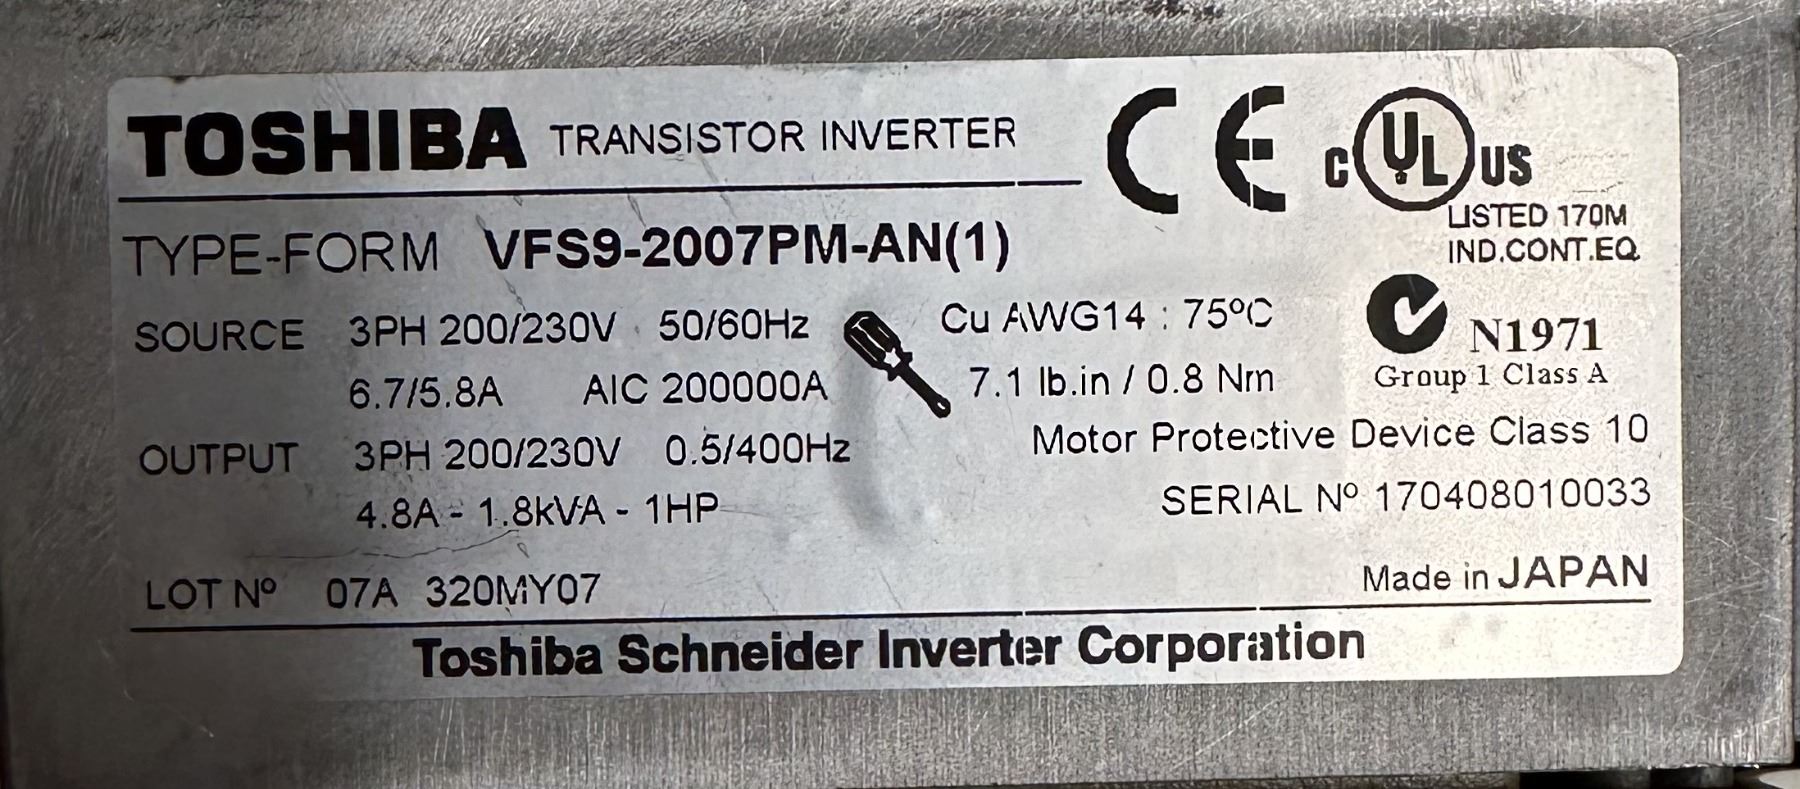 TOSHIBA TRANSISTOR INVERTER CE
C UL US
LISTED 170M
IND.CONT.EQ.
TYPE-FORM VFS9-2007PM-AN(1)
SOURCE 3PH 200/230V 50/60Hz
6.7/5.8A AIC 200000A
Cu AWG14 : 75ºC
7.1 lb.in / 0.8 Nm
N1971
Group 1 Class A
OUTPUT 3PH 200/230V 0.5/400Hz
4.8A - 1.8kVA - 1HP
Motor Protective Device Class 10
SERIAL Nº 170408010033
LOT Nº 07A 320MY07
Made in JAPAN
Toshiba Schneider Inverter Corporation